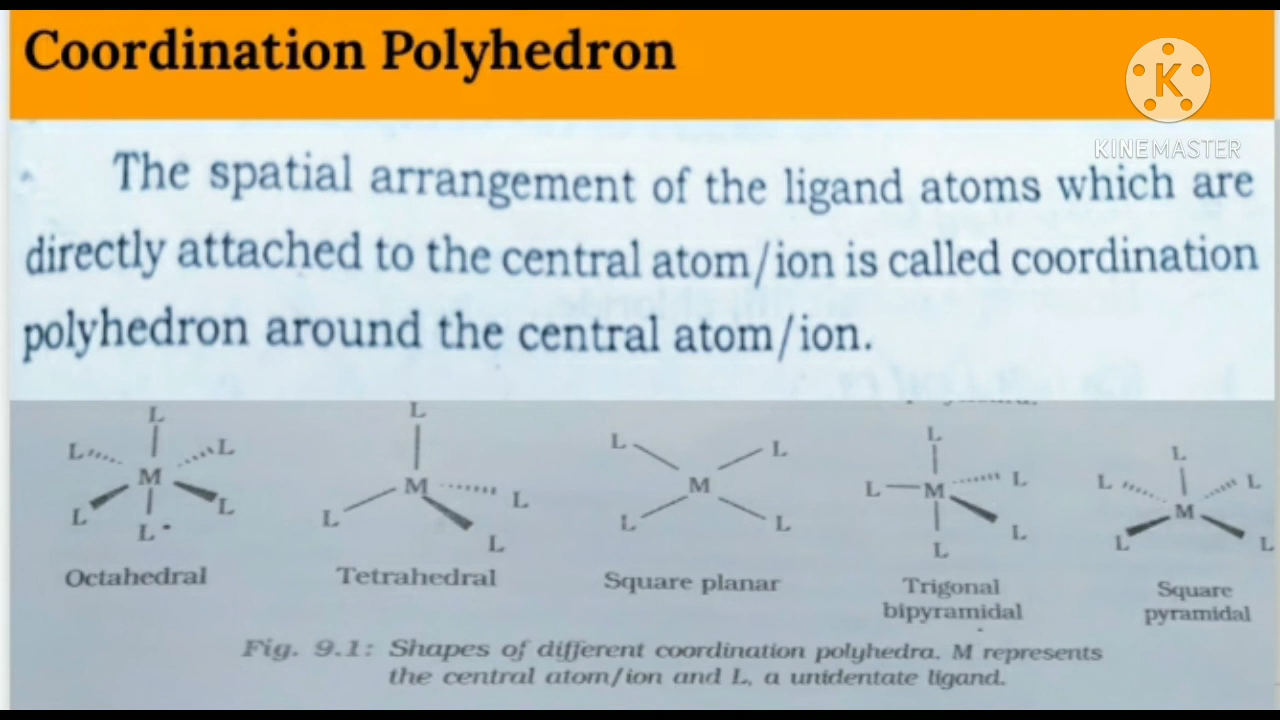 Coordination Polyhedron
K
KINEMASTER
The spatial arrangement of the ligand atoms which are
directly attached to the central atom/ion is called coordination
polyhedron around the central atom/ion.
L
L L
M
L L
L
Octahedral
L
M
L L
L
Tetrahedral
L L
M
L L
Square planar
L
L M L
L
L
Trigonal
bipyramidal
L
L L
M
L L
Square
pyramidal
Fig. 9.1: Shapes of different coordination polyhedra. M represents
the central atom/ion and L, a unidentate ligand.